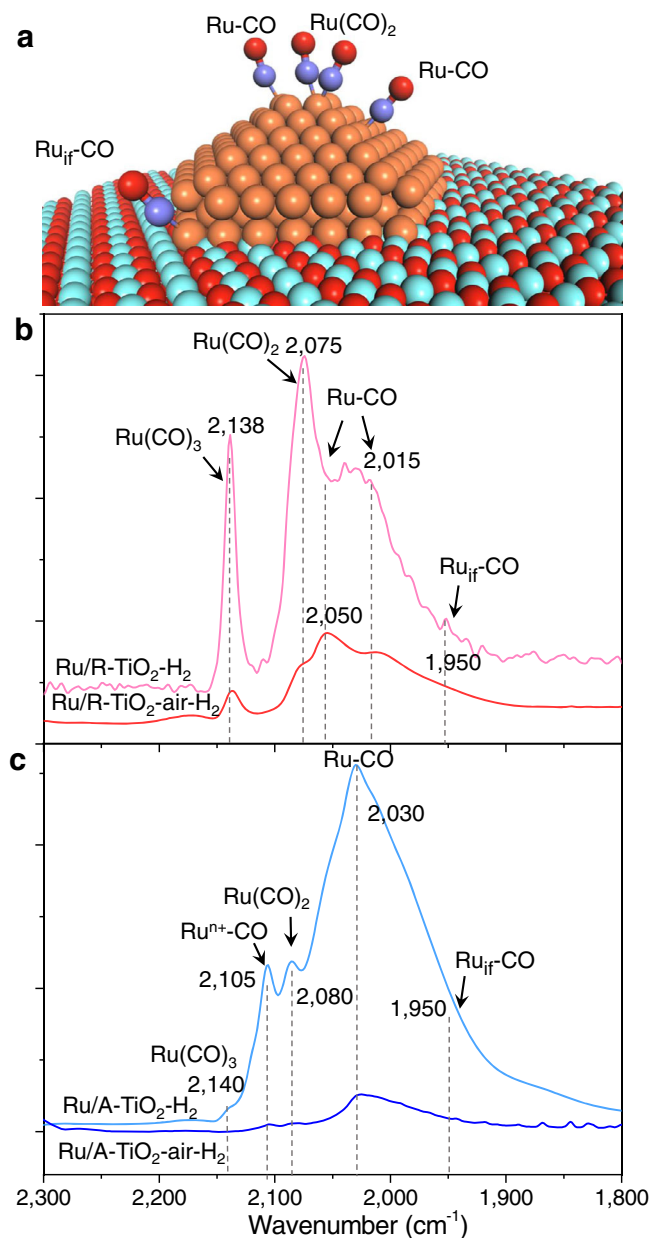 a
Ru-CO
Ru(CO)2
Ru-CO
Ruif-CO
b
Ru(CO)2
2,075
Ru-CO
Ru(CO)3
2,138
2,015
Ruif-CO
2,050
1,950
Ru/R-TiO2-H2
Ru/R-TiO2-air-H2
c
Ru-CO
2,030
Ru(CO)2
Ruⁿ⁺-CO
2,105
2,080
1,950
Ruif-CO
Ru(CO)3
2,140
Ru/A-TiO2-H2
Ru/A-TiO2-air-H2
2,300
2,200
2,100
2,000
1,900
1,800
Wavenumber (cm⁻¹)